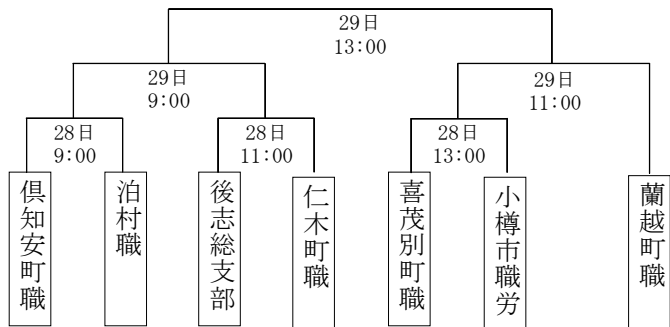 29日
13:00
29日
9:00
29日
11:00
28日
9:00
28日
11:00
28日
13:00
倶知安町職
泊村職
後志総支部
仁木町職
喜茂別町職
小樽市職労
蘭越町職